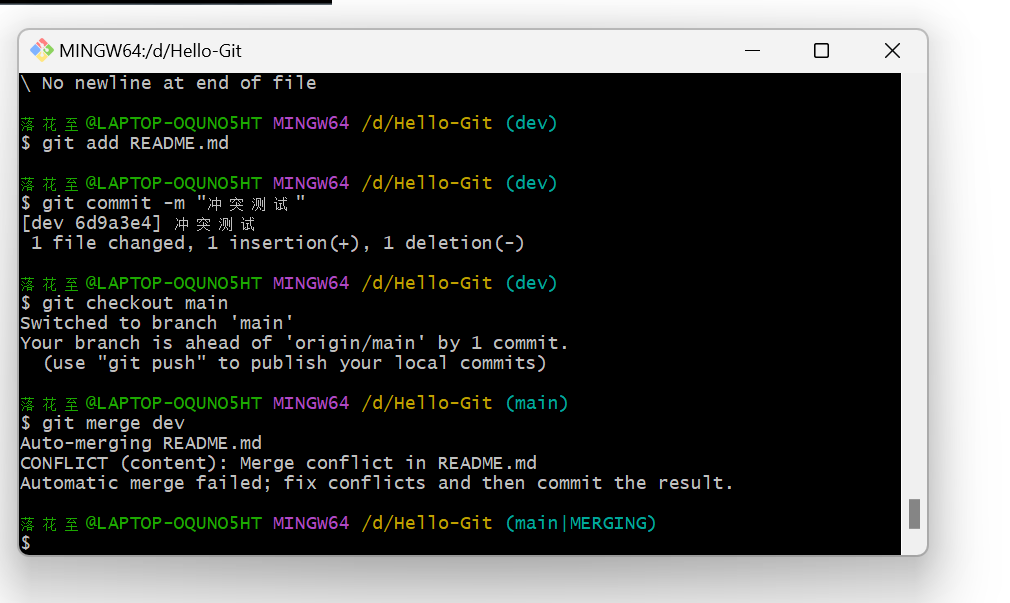 MINGW64:/d/Hello-Git
\ No newline at end of file
落花至@LAPTOP-OQUNO5HT MINGW64 /d/Hello-Git (dev)
$ git add README.md
落花至@LAPTOP-OQUNO5HT MINGW64 /d/Hello-Git (dev)
$ git commit -m "冲突测试"
[dev 6d9a3e4] 冲突测试
 1 file changed, 1 insertion(+), 1 deletion(-)
落花至@LAPTOP-OQUNO5HT MINGW64 /d/Hello-Git (dev)
$ git checkout main
Switched to branch 'main'
Your branch is ahead of 'origin/main' by 1 commit.
  (use "git push" to publish your local commits)
落花至@LAPTOP-OQUNO5HT MINGW64 /d/Hello-Git (main)
$ git merge dev
Auto-merging README.md
CONFLICT (content): Merge conflict in README.md
Automatic merge failed; fix conflicts and then commit the result.
落花至@LAPTOP-OQUNO5HT MINGW64 /d/Hello-Git (main|MERGING)
$